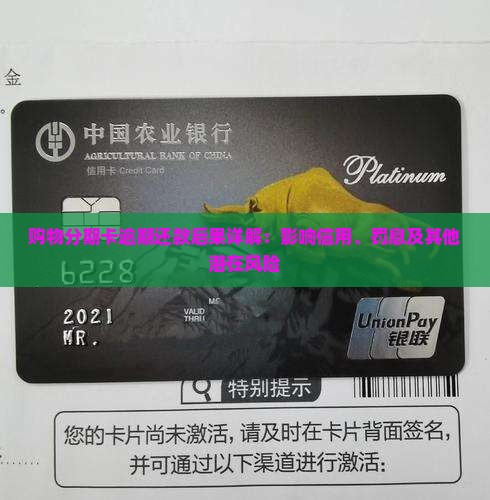 金
中国农业银行
AGRICULTURAL BANK OF CHINA
信用卡 Credit Card
Platinum
购物分期卡逾期还款后果详解：影响信用、罚息及其他
潜在风险
6228
2021
VALID
THRU
MR.
UnionPay
银联
特别提示
您的卡片尚未激活，请及时在卡片背面签名，
并可通过以下渠道进行激活：